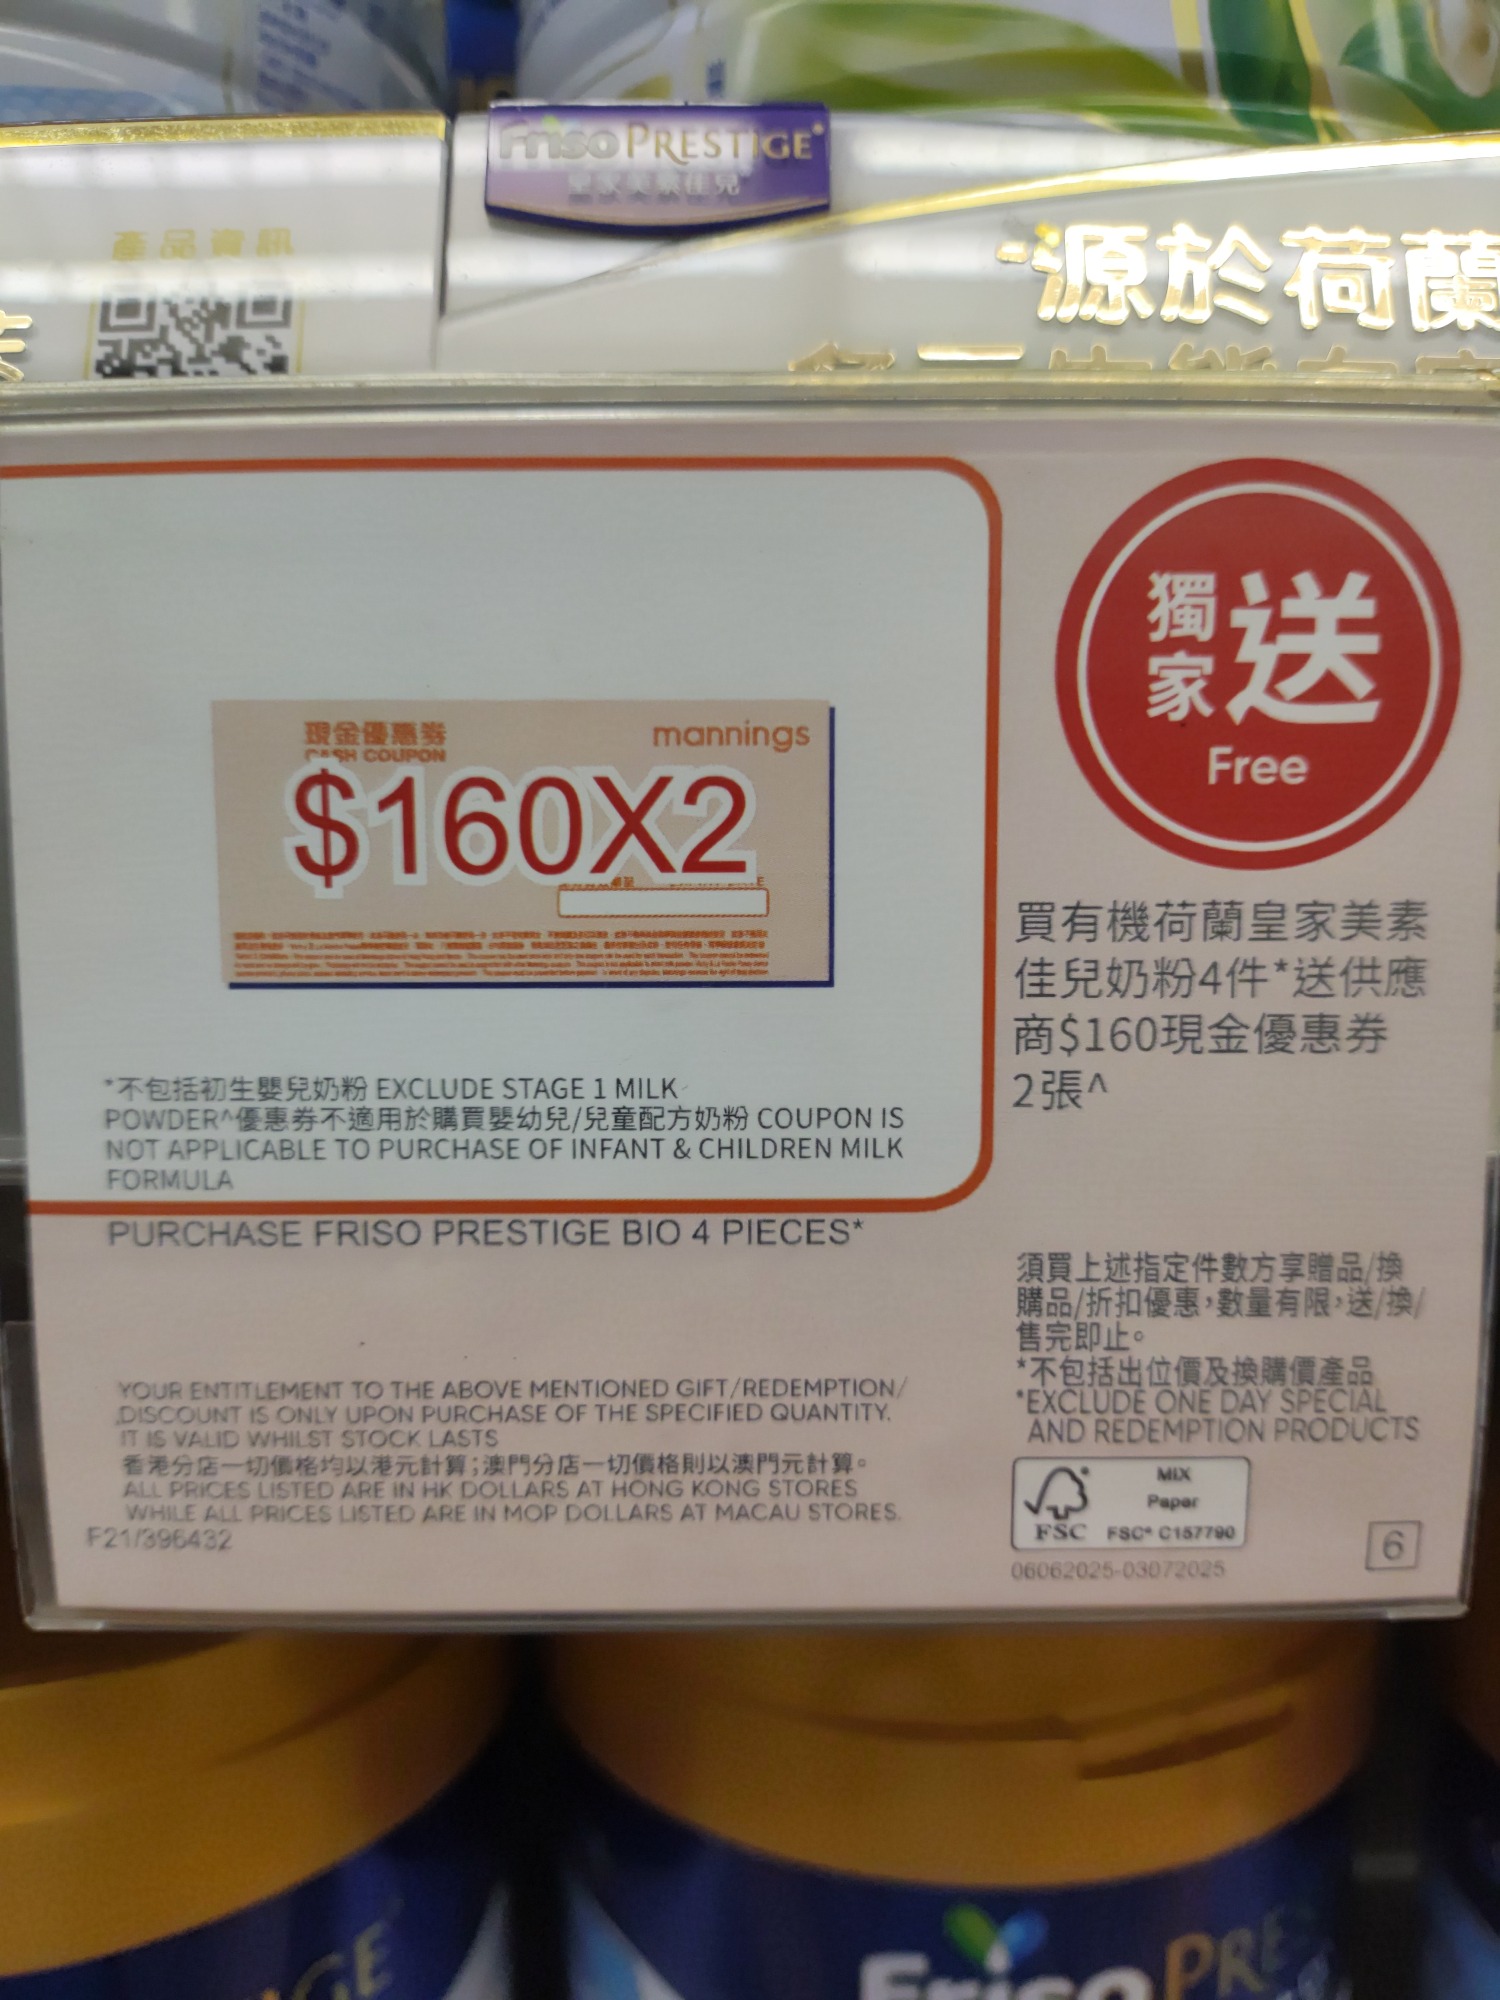 Friso PRESTIGE
皇家美素佳兒
產品資訊
源於荷蘭
獨家送
Free
現金優惠券
mannings
CASH COUPON
$160X2
買有機荷蘭皇家美素
佳兒奶粉4件*送供應
商$160現金優惠券
2張^
*不包括初生嬰兒奶粉 EXCLUDE STAGE 1 MILK
POWDER^優惠券不適用於購買嬰幼兒/兒童配方奶粉 COUPON IS
NOT APPLICABLE TO PURCHASE OF INFANT & CHILDREN MILK
FORMULA
PURCHASE FRISO PRESTIGE BIO 4 PIECES*
須買上述指定件數方享贈品/換
購品/折扣優惠,數量有限,送/換/
售完即止。
*不包括出位價及換購價產品
*EXCLUDE ONE DAY SPECIAL
AND REDEMPTION PRODUCTS
YOUR ENTITLEMENT TO THE ABOVE MENTIONED GIFT/REDEMPTION/
DISCOUNT IS ONLY UPON PURCHASE OF THE SPECIFIED QUANTITY.
IT IS VALID WHILST STOCK LASTS
香港分店一切價格均以港元計算;澳門分店一切價格則以澳門元計算。
ALL PRICES LISTED ARE IN HK DOLLARS AT HONG KONG STORES
WHILE ALL PRICES LISTED ARE IN MOP DOLLARS AT MACAU STORES.
F21/396432
MIX
Paper
FSC FSC® C157790
06062025-03072025
6
Friso PRE
GE